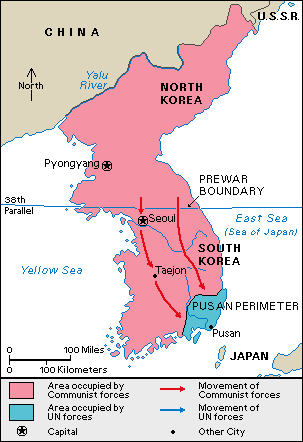 U.S.S.R.
CHINA
Yalu
River
North
NORTH
KOREA
Pyongyang
PREWAR
BOUNDARY
38th
Parallel
Seoul
East Sea
(Sea of Japan)
SOUTH
KOREA
Yellow Sea
Taejon
PUSAN PERIMETER
Pusan
0 100 Miles
0 100 Kilometers
JAPAN
Area occupied by
Communist forces
Movement of
Communist forces
Area occupied by
UN forces
Movement of
UN forces
Capital
Other City